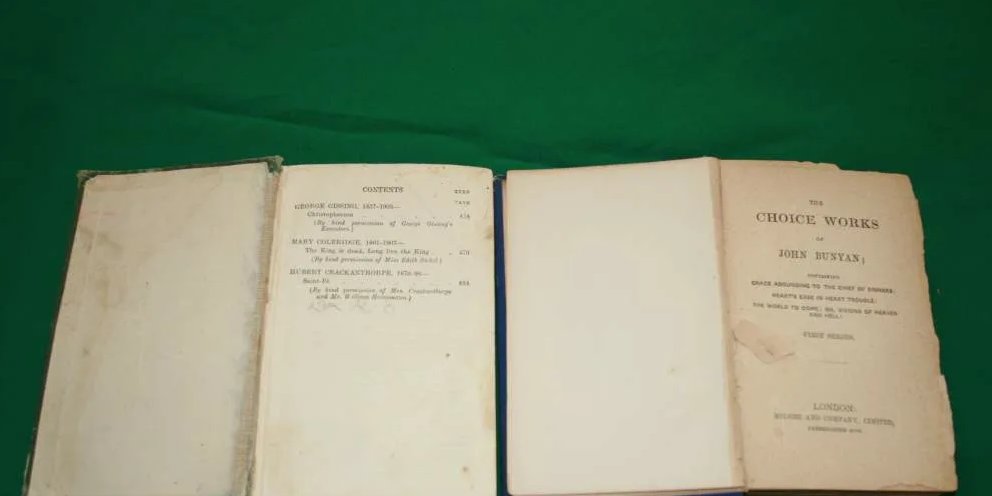 CONTENTS
PAGE
GEORGE GISSING, 1857-1903—
Christopherson
(By kind permission of George Gissing's
Executors.)
MARY COLERIDGE, 1861-1907—
The King is dead, Long live the King
(By kind permission of Miss Edith Sichel)
HUBERT CRACKANTHORPE, 1870-96—
(By kind permission of Mrs. Crackanthorpe
and Mr. William Heinemann.)
THE
CHOICE WORKS
OF
JOHN BUNYAN;
CONTAINING
GRACE ABOUNDING TO THE CHIEF OF SINNERS:
HEART'S EASE IN HEART TROUBLE:
THE WORLD TO COME; OR, VISIONS OF HEAVEN
AND HELL:
FIRST SERIES.
LONDON:
MILNER AND COMPANY, LIMITED,
PATERNOSTER ROW.